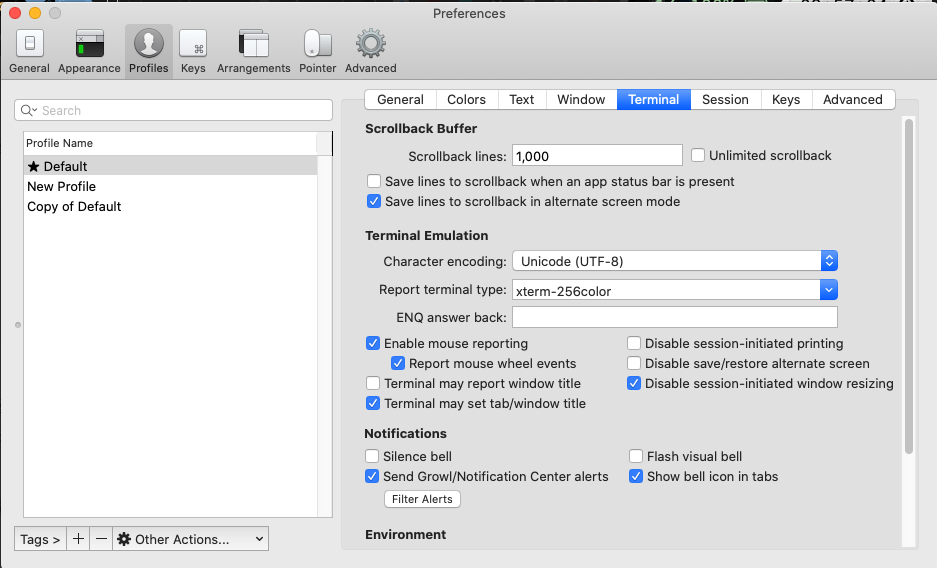 Preferences
General Appearance Profiles Keys Arrangements Pointer Advanced
Search
Profile Name
★ Default
New Profile
Copy of Default
Tags > + − Other Actions...
General Colors Text Window Terminal Session Keys Advanced
Scrollback Buffer
Scrollback lines: 1,000 Unlimited scrollback
Save lines to scrollback when an app status bar is present
Save lines to scrollback in alternate screen mode
Terminal Emulation
Character encoding: Unicode (UTF-8)
Report terminal type: xterm-256color
ENQ answer back:
Enable mouse reporting Disable session-initiated printing
Report mouse wheel events Disable save/restore alternate screen
Terminal may report window title Disable session-initiated window resizing
Terminal may set tab/window title
Notifications
Silence bell Flash visual bell
Send Growl/Notification Center alerts Show bell icon in tabs
Filter Alerts
Environment